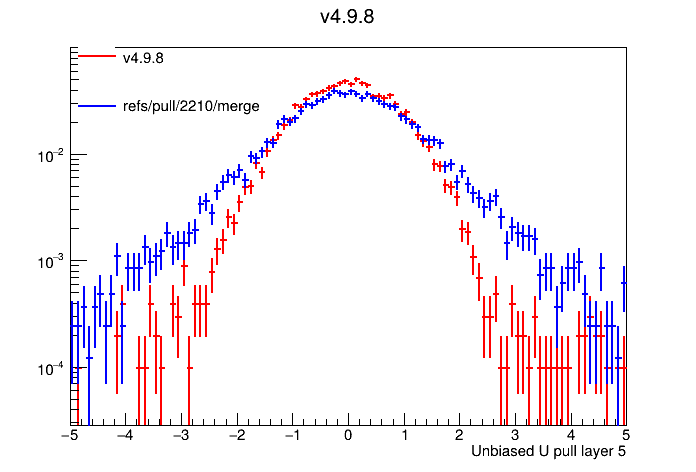 v4.9.8
v4.9.8
refs/pull/2210/merge
10⁻²
10⁻³
10⁻⁴
−5 −4 −3 −2 −1 0 1 2 3 4 5
Unbiased U pull layer 5